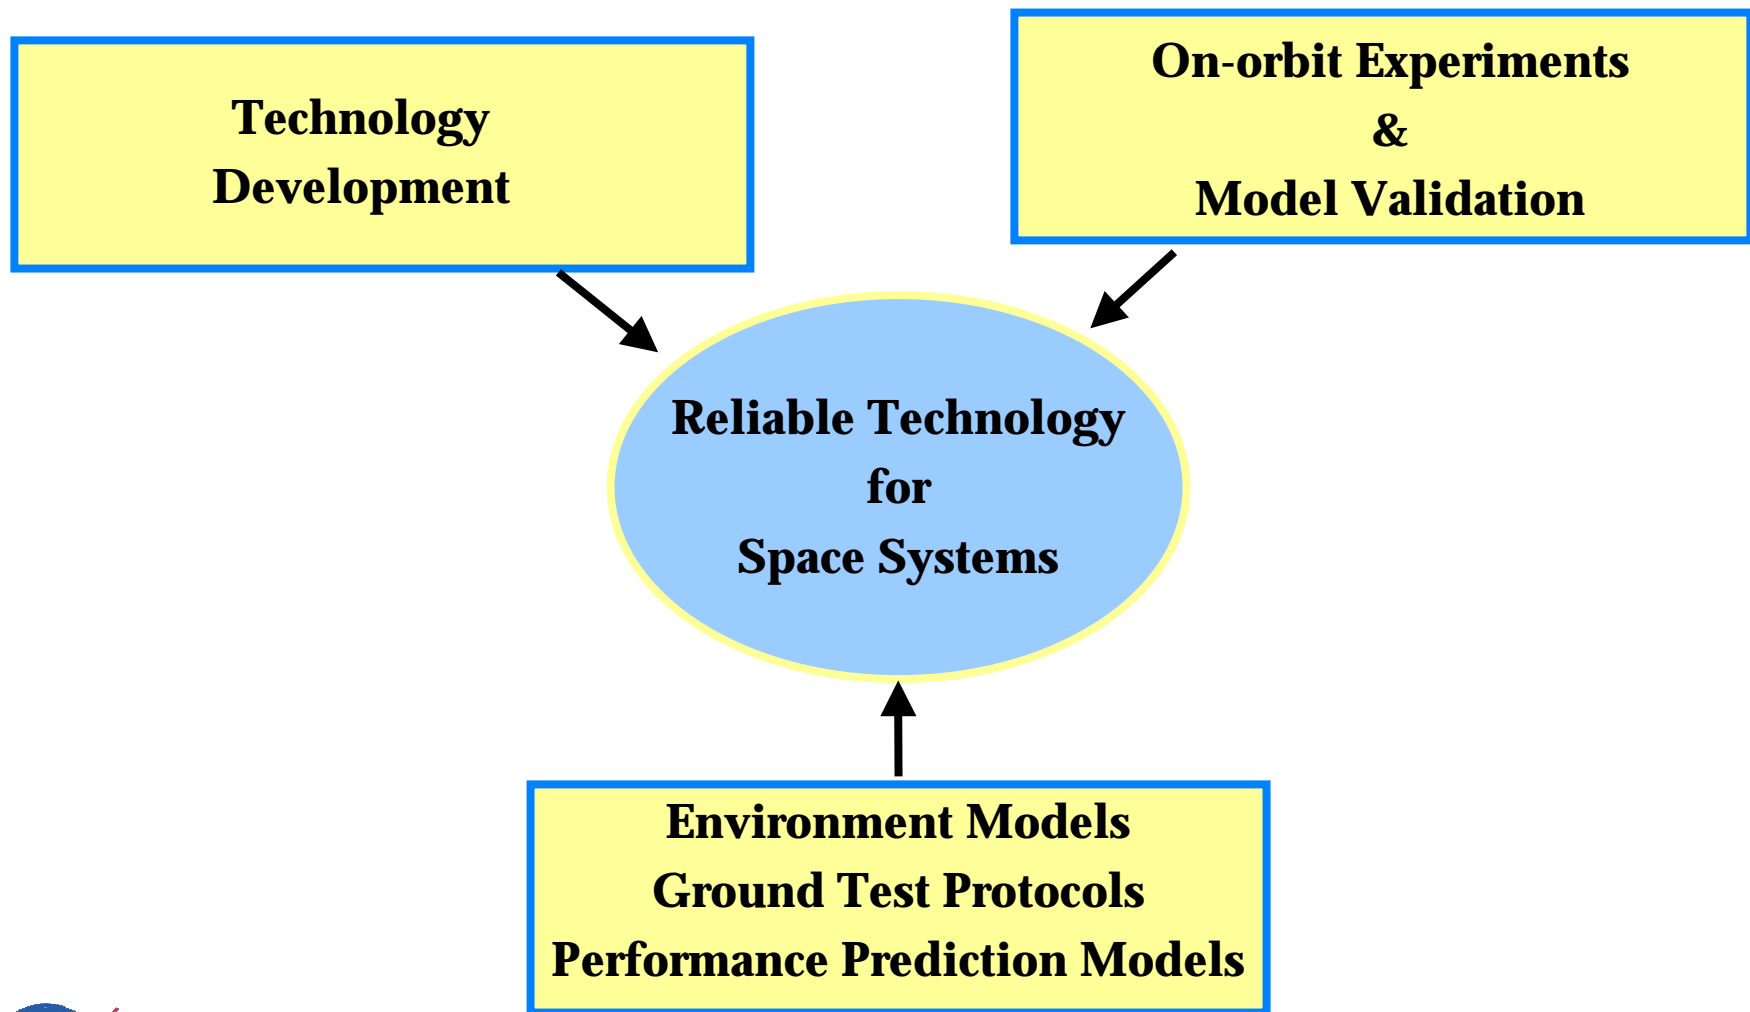 Technology
Development
On-orbit Experiments
&
Model Validation
Reliable Technology
for
Space Systems
Environment Models
Ground Test Protocols
Performance Prediction Models